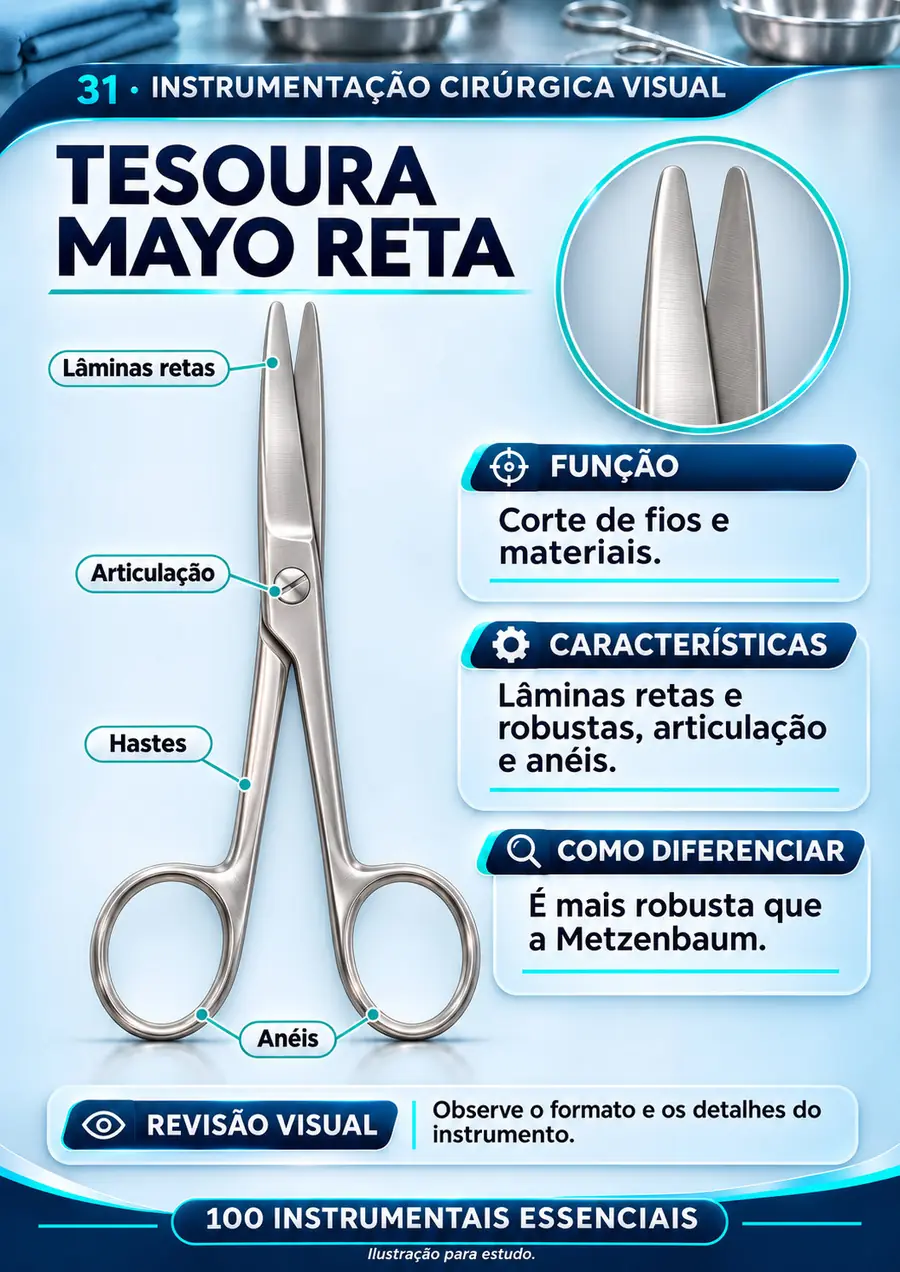 31 · INSTRUMENTAÇÃO CIRÚRGICA VISUAL
TESOURA
MAYO RETA
Lâminas retas
Articulação
Hastes
Anéis
FUNÇÃO
Corte de fios e
materiais.
CARACTERÍSTICAS
Lâminas retas e
robustas, articulação
e anéis.
COMO DIFERENCIAR
É mais robusta que
a Metzenbaum.
REVISÃO VISUAL
Observe o formato e os detalhes do
instrumento.
100 INSTRUMENTAIS ESSENCIAIS
Ilustração para estudo.